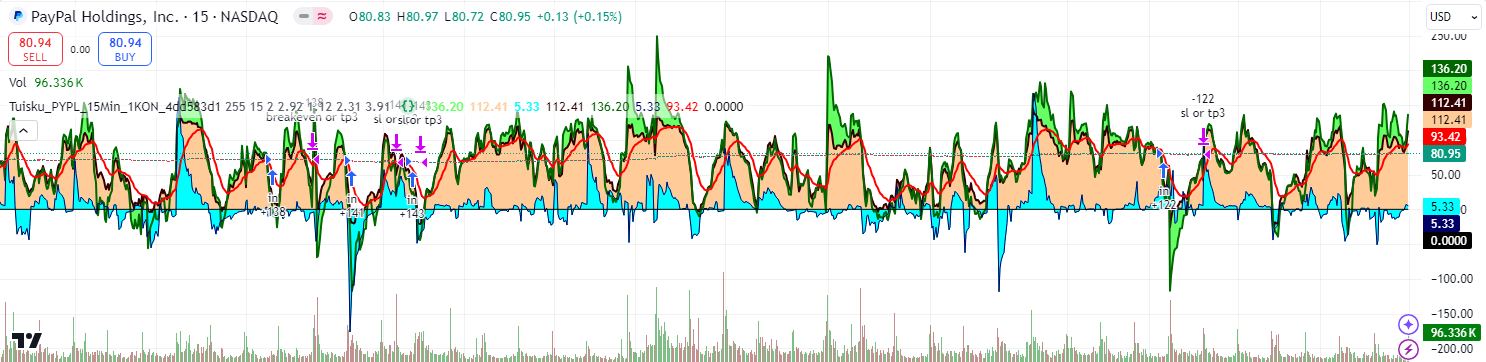 PayPal Holdings, Inc. · 15 · NASDAQ O80.83 H80.97 L80.72 C80.95 +0.13 (+0.15%)
USD
80.94 SELL
0.00
80.94 BUY
Vol 96.336 K
Tuisku_PYPL_15Min_1KON_4dd583d1 255 15 2 2.92 1.12 2.31 3.91 136.20 112.41 5.33 112.41 136.20 5.33 93.42 0.0000
breakeven or tp3
sl or tp3
-122
sl or tp3
in
+138
in
+141
in
+143
in
+122
250.00
136.20
136.20
112.41
112.41
93.42
80.95
50.00
5.33
0
5.33
0.0000
−100.00
−150.00
96.336 K
−200.00